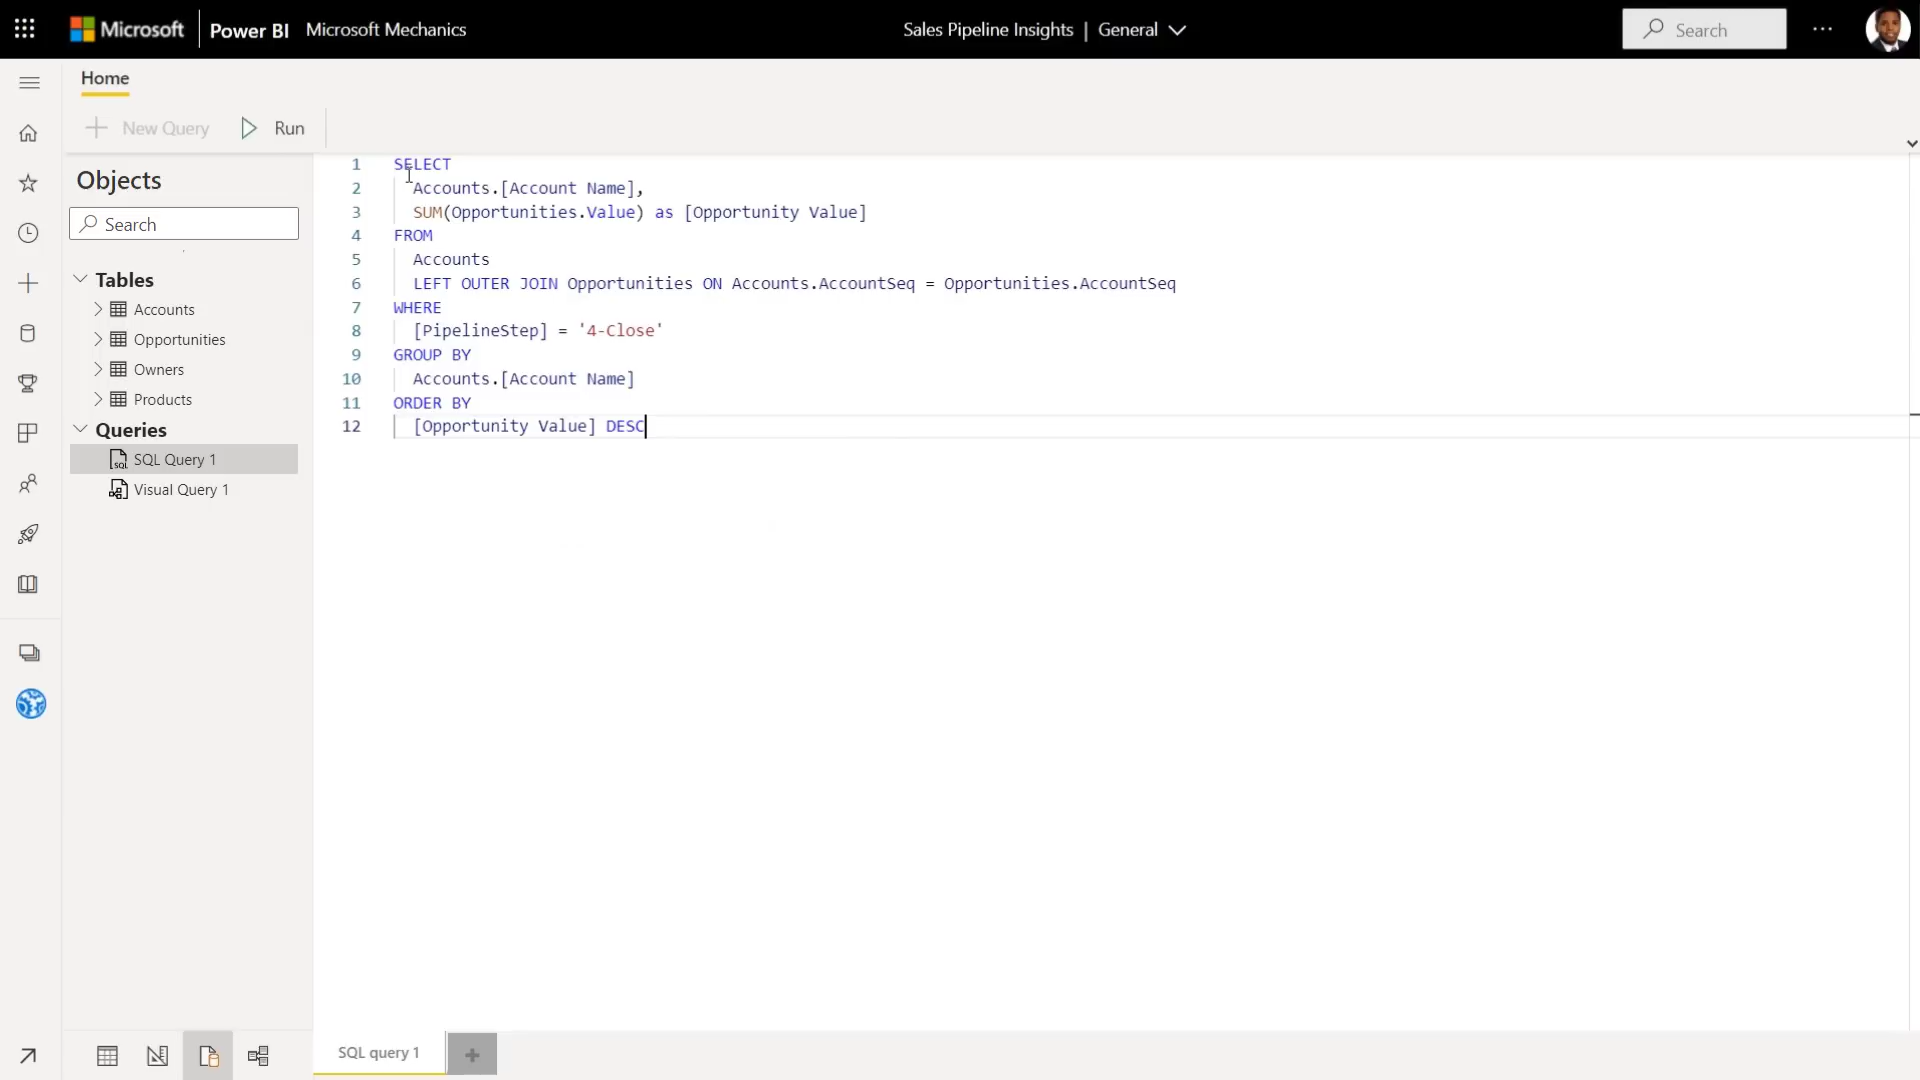 Microsoft Power BI Microsoft Mechanics
Sales Pipeline Insights | General
Search
Home
New Query
Run
Objects
Search
Tables
Accounts
Opportunities
Owners
Products
Queries
SQL Query 1
Visual Query 1
1 SELECT
2 Accounts.[Account Name],
3 SUM(Opportunities.Value) as [Opportunity Value]
4 FROM
5 Accounts
6 LEFT OUTER JOIN Opportunities ON Accounts.AccountSeq = Opportunities.AccountSeq
7 WHERE
8 [PipelineStep] = '4-Close'
9 GROUP BY
10 Accounts.[Account Name]
11 ORDER BY
12 [Opportunity Value] DESC
SQL query 1